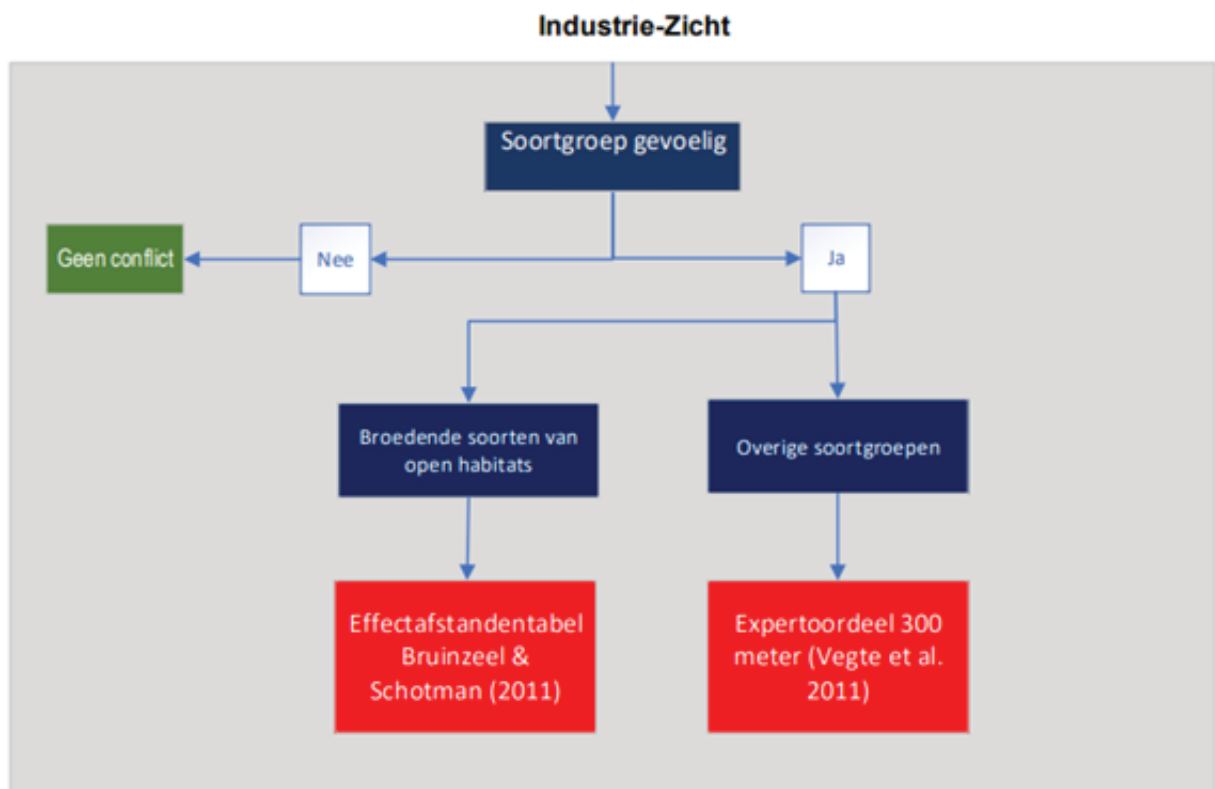 Industrie-Zicht
Soortgroep gevoelig
Geen conflict
Nee
Ja
Broedende soorten van
open habitats
Overige soortgroepen
Effectafstandentabel
Bruinzeel &
Schotman (2011)
Expertoordeel 300
meter (Vegte et al.
2011)